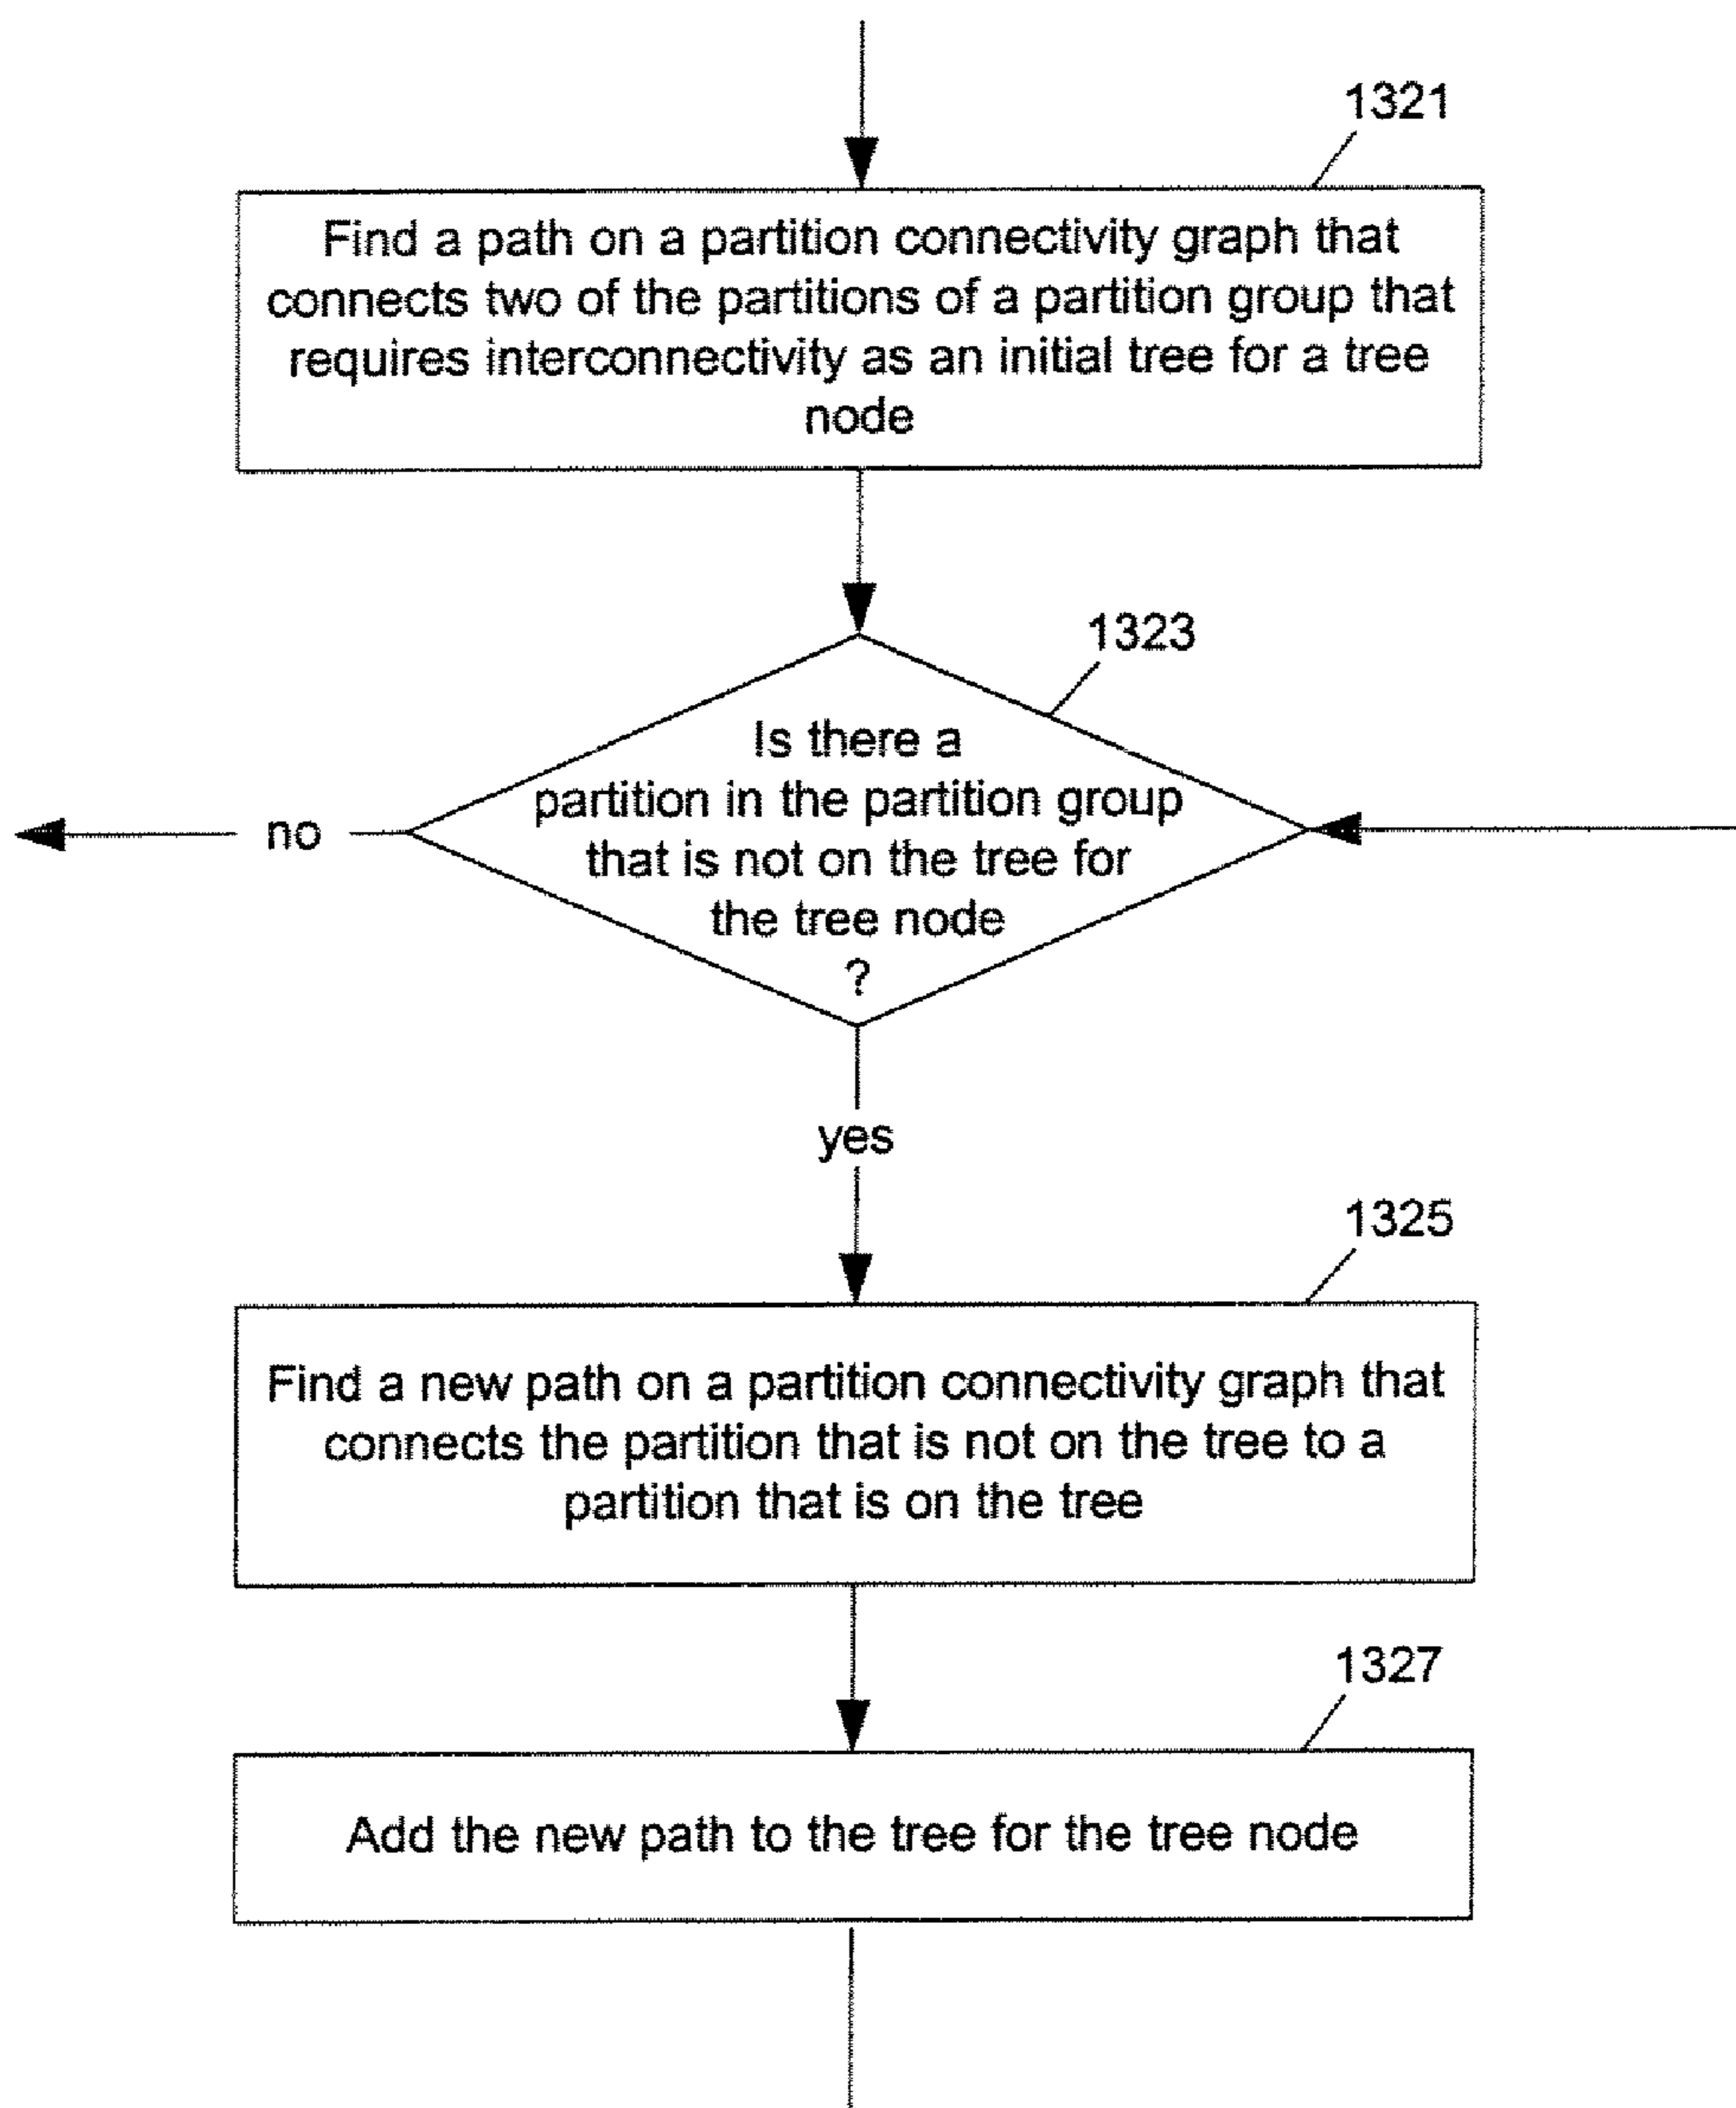 1321
Find a path on a partition connectivity graph that
connects two of the partitions of a partition group that
requires interconnectivity as an initial tree for a tree
node
1323
Is there a
partition in the partition group
that is not on the tree for
the tree node
?
no
yes
1325
Find a new path on a partition connectivity graph that
connects the partition that is not on the tree to a
partition that is on the tree
1327
Add the new path to the tree for the tree node